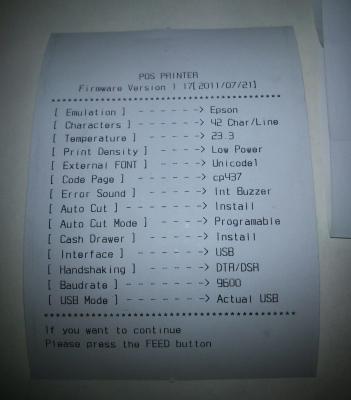 POS PRINTER
Firmware Version 1 17[2011/07/21]
****************************************
[ Emulation ] - - - - - -> Epson
[ Characters ] - - - - - -> 42 Char/Line
[ Temperature ] - - - - - -> 23.3
[ Print Density ] - - - - - -> Low Power
[ External FONT ] - - - - - -> Unicode1
[ Code Page ] - - - - - -> cp437
[ Error Sound ] - - - - - -> Int Buzzer
[ Auto Cut ] - - - - - -> Install
[ Auto Cut Mode ] - - - - - -> Programable
[ Cash Drawer ] - - - - - -> Install
[ Interface ] - - - - - -> USB
[ Handshaking ] - - - - - -> DTR/DSR
[ Baudrate ] - - - - - - -> 9600
[ USB Mode ] - - - - - - -> Actual USB
****************************************
If you want to continue
Please press the FEED button